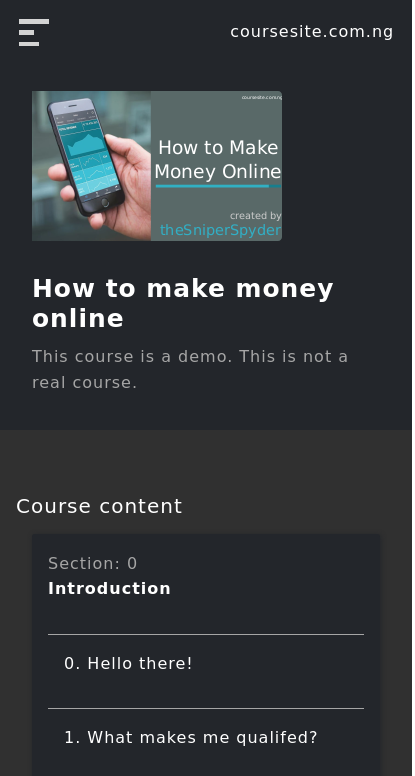 coursesite.com.ng
coursesite.com.ng
How to Make
Money Online
created by
theSniperSpyder
How to make money
online
This course is a demo. This is not a
real course.
Course content
Section: 0
Introduction
0. Hello there!
1. What makes me qualifed?